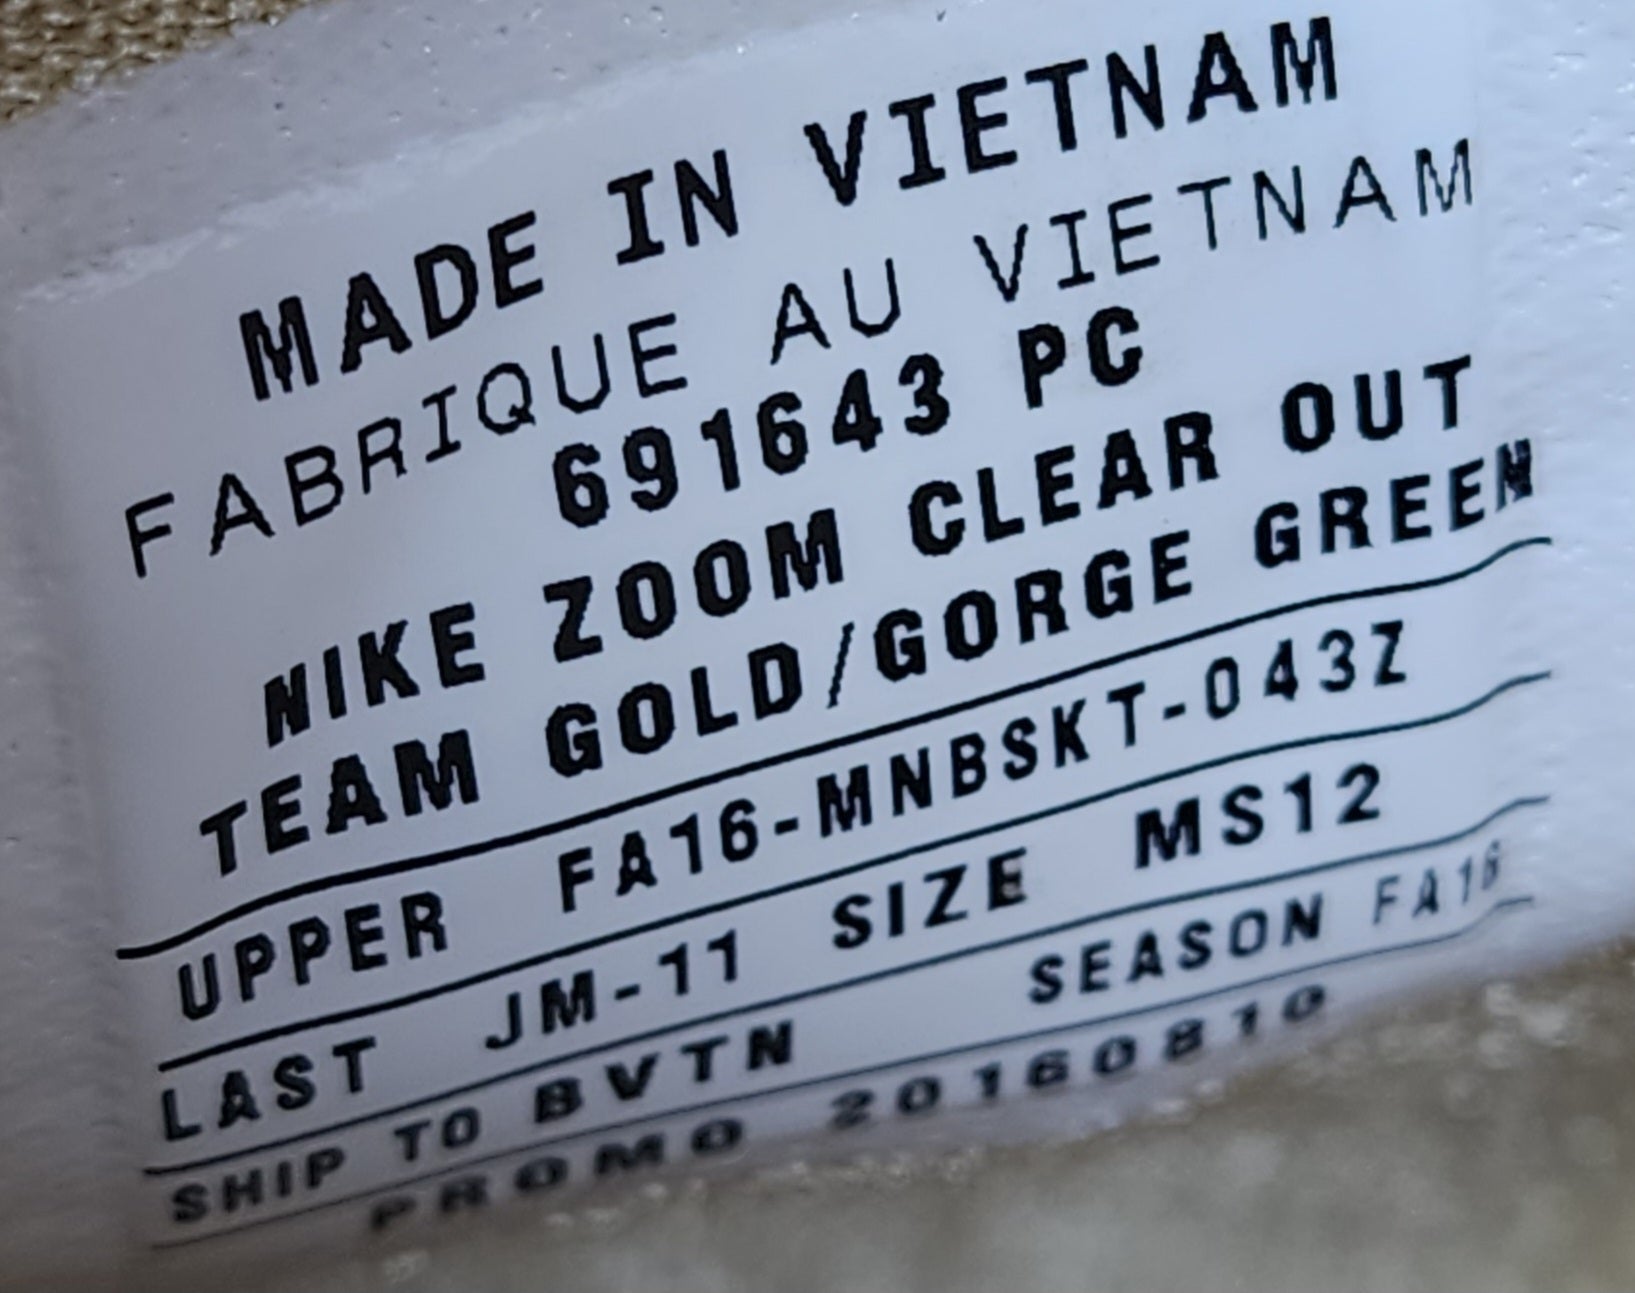 MADE IN VIETNAM
FABRIQUE AU VIETNAM
691643 PC
NIKE ZOOM CLEAR OUT
TEAM GOLD/GORGE GREEN
UPPER FA16-MNBSKT-043Z
LAST JM-11 SIZE MS12
SHIP TO BVTN SEASON FA16
PROMO 20160810